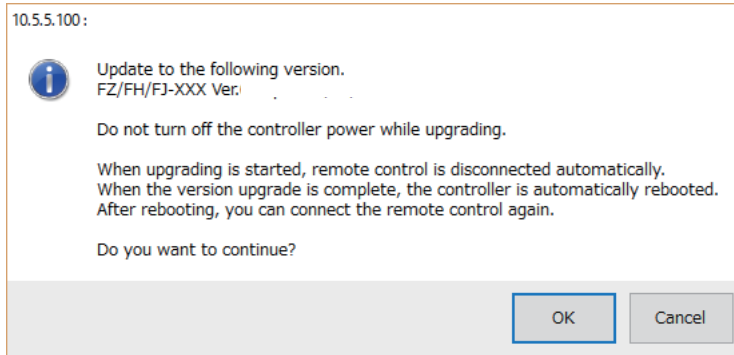 10.5.5.100 :
Update to the following version.
FZ/FH/FJ-XXX Ver.
Do not turn off the controller power while upgrading.
When upgrading is started, remote control is disconnected automatically.
When the version upgrade is complete, the controller is automatically rebooted.
After rebooting, you can connect the remote control again.
Do you want to continue?
OK Cancel